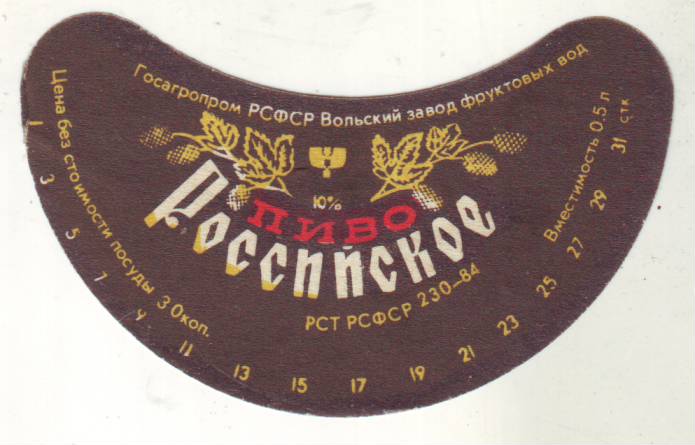 Госагропром РСФСР Вольский завод фруктовых вод
10%
ПИВО
Российское
РСТ РСФСР 230-84
Цена без стоимости посуды 30коп.
Вместимость 0.5 л
1 3 5 7 9 11 13 15 17 19 21 23 25 27 29 31 стк